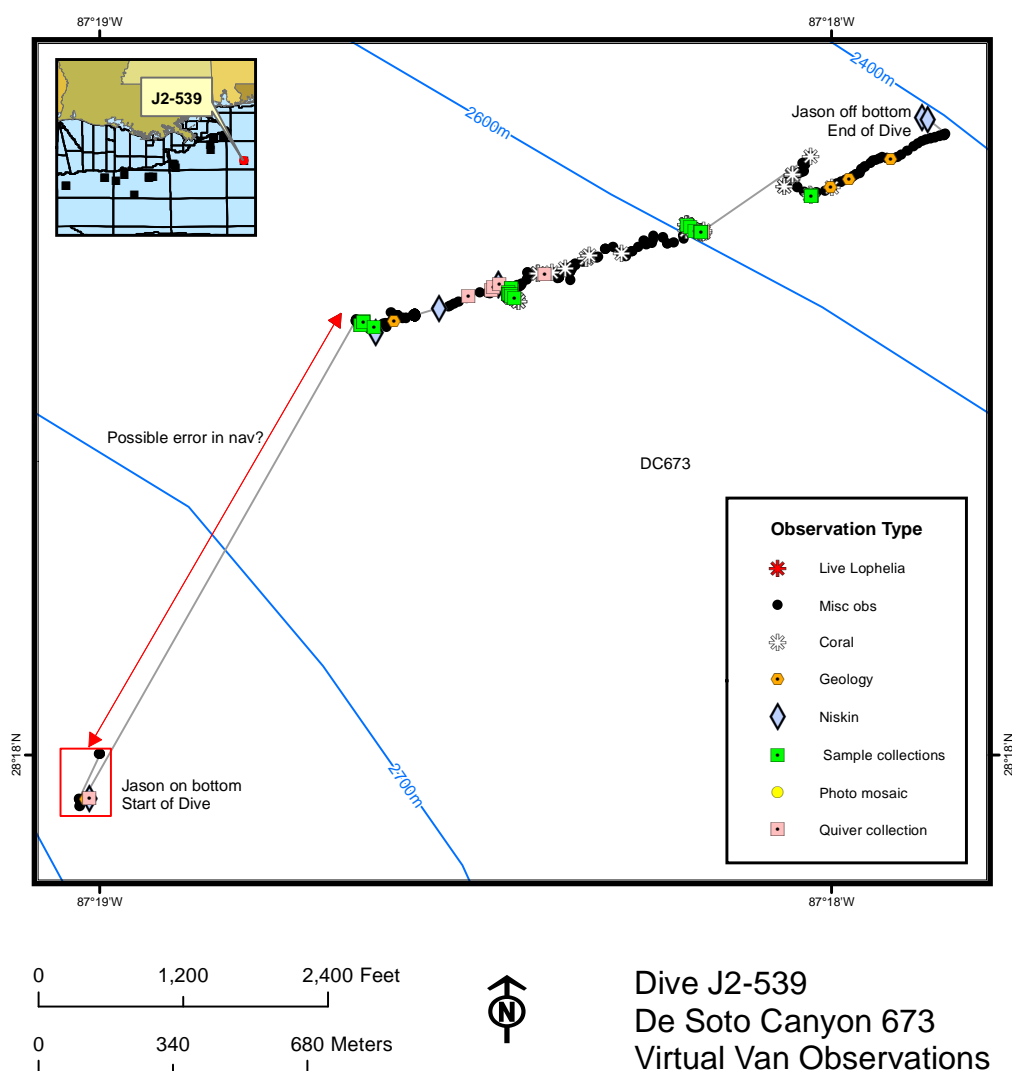 87°19'W
87°18'W
J2-539
2400m
2600m
Jason off bottom
End of Dive
Possible error in nav?
DC673
Observation Type
Live Lophelia
Misc obs
Coral
Geology
Niskin
Sample collections
Photo mosaic
Quiver collection
28°18'N
28°18'N
Jason on bottom
Start of Dive
2700m
87°19'W
87°18'W
0 1,200 2,400 Feet
0 340 680 Meters
N
Dive J2-539
De Soto Canyon 673
Virtual Van Observations